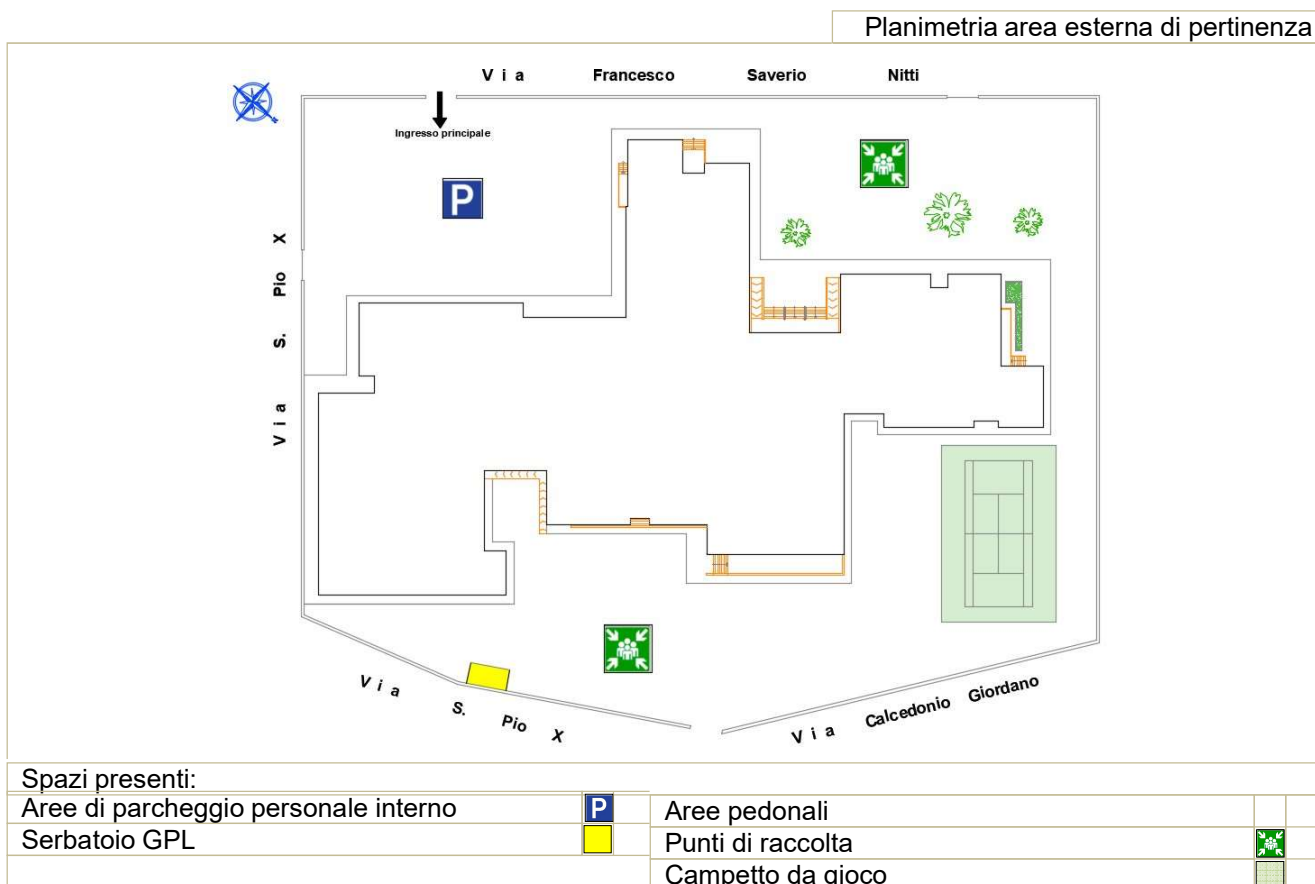 Planimetria area esterna di pertinenza
Via Francesco Saverio Nitti
Ingresso principale
P
Via S. Pio X
Via S. Pio X
Via Calcedonio Giordano
Spazi presenti:
Aree di parcheggio personale interno P
Serbatoio GPL
Aree pedonali
Punti di raccolta
Campetto da gioco